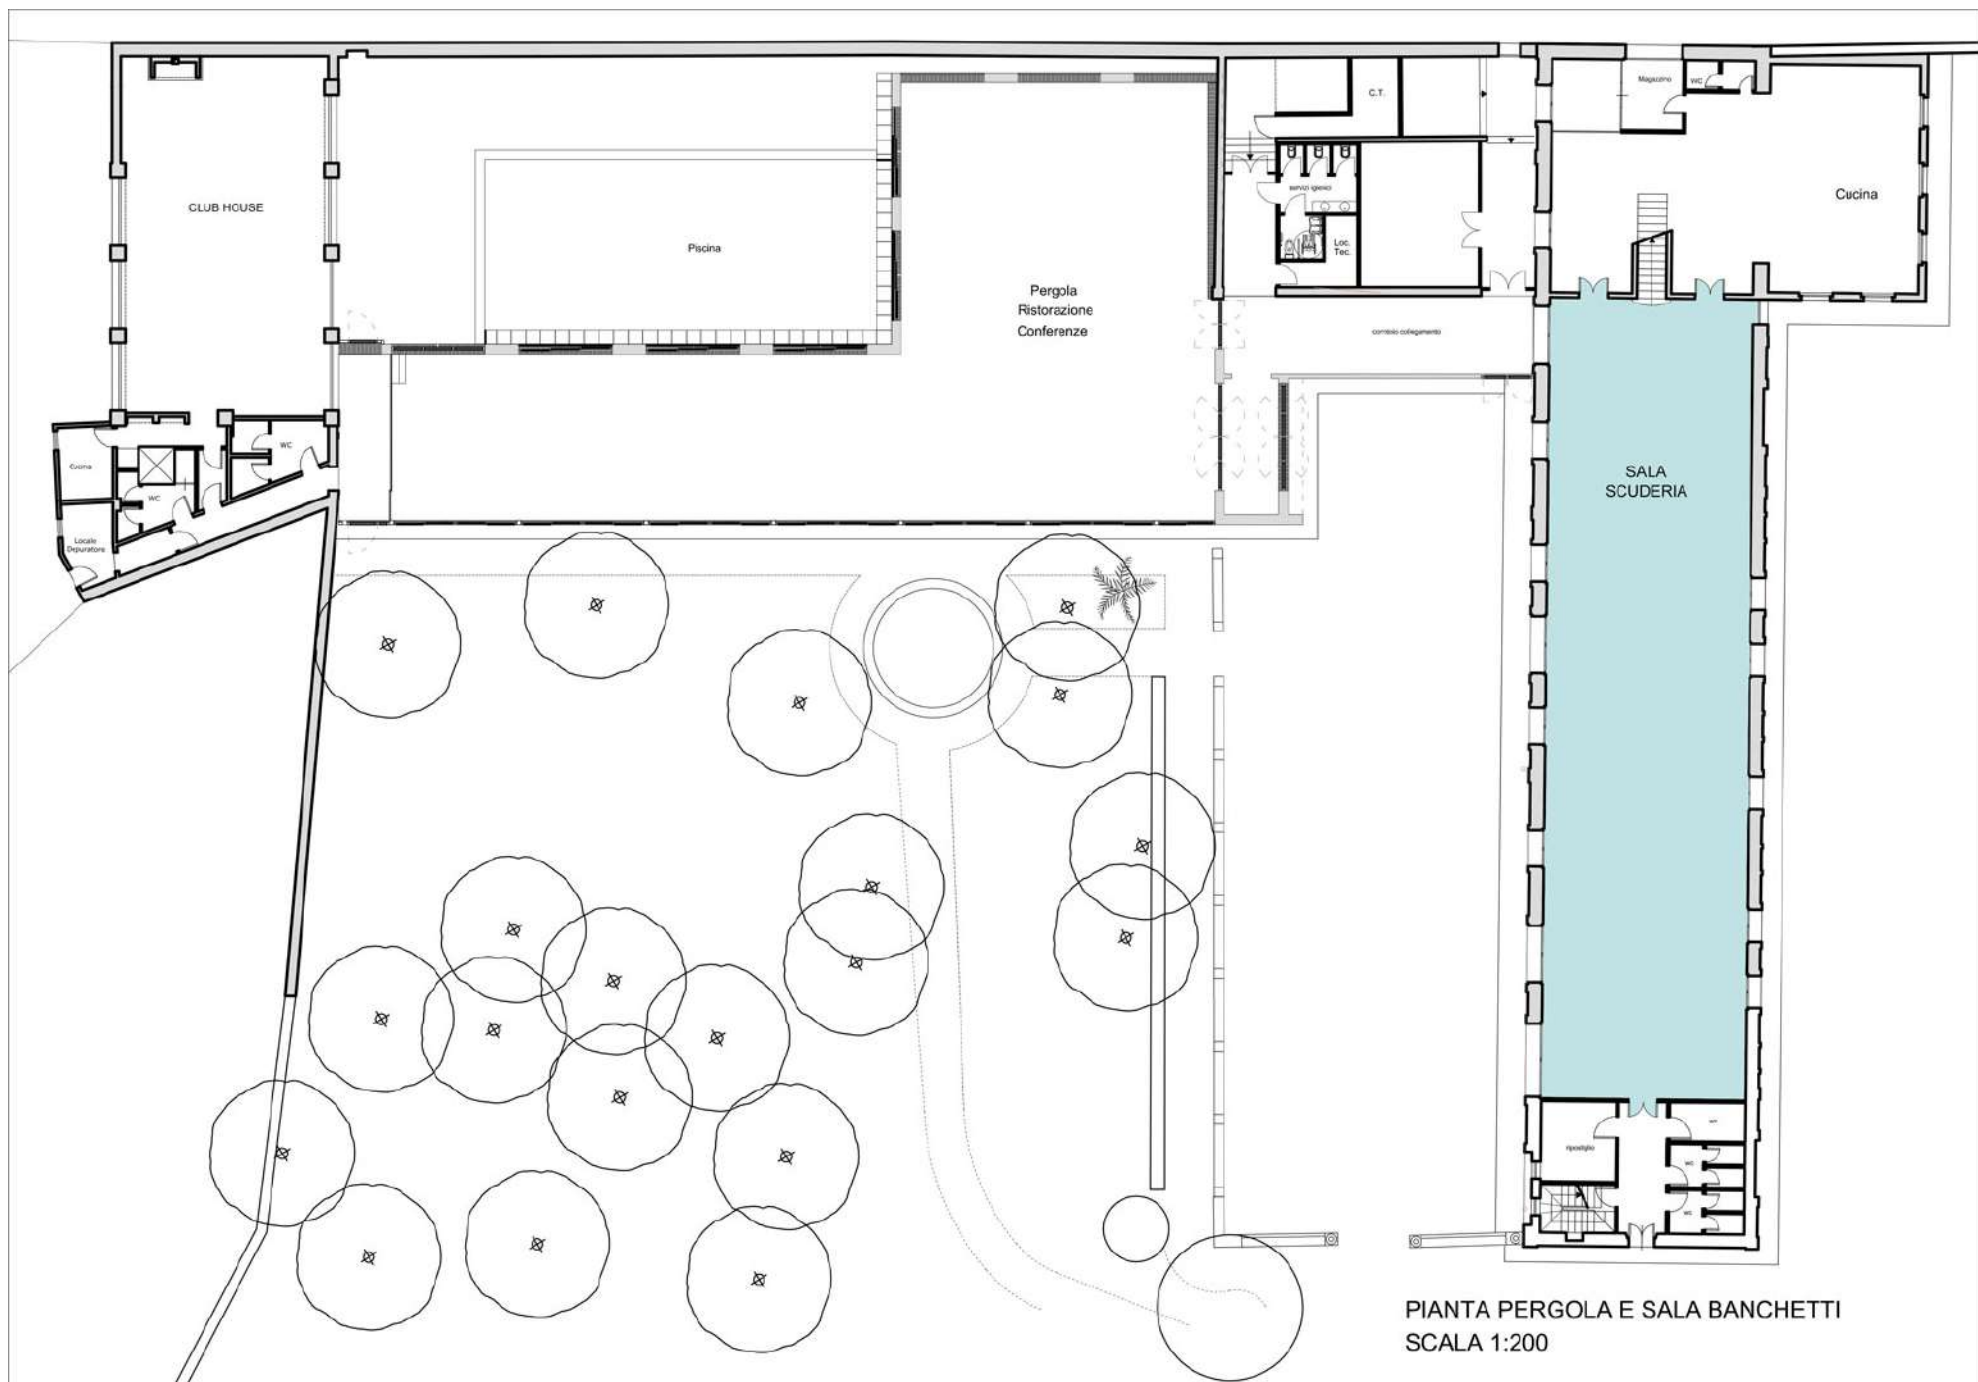 C.T.
Magazzino
WC
CLUB HOUSE
servizi igienici
Cucina
Piscina
Loc.
Tec.
Pergola
Ristorazione
Conferenze
corridoio collegamento
WC
Cucina
WC
SALA
SCUDERIA
Locale
Depuratore
ripostiglio
WC
WC
PIANTA PERGOLA E SALA BANCHETTI
SCALA 1:200